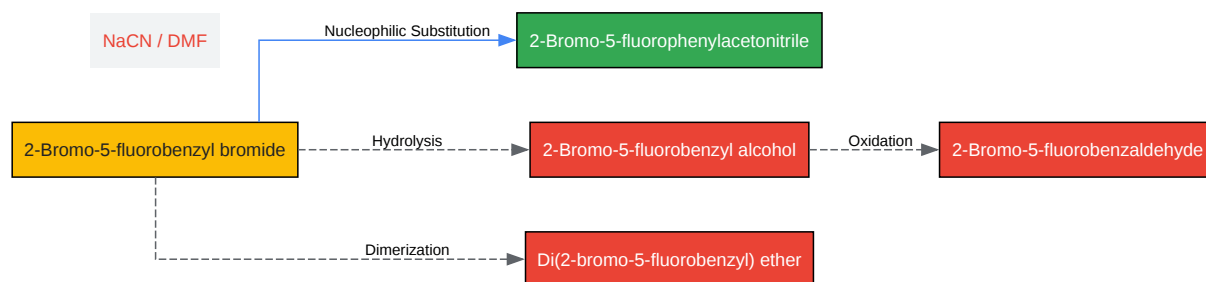 NaCN / DMF
Nucleophilic Substitution
2-Bromo-5-fluorophenylacetonitrile
2-Bromo-5-fluorobenzyl bromide
Hydrolysis
2-Bromo-5-fluorobenzyl alcohol
Oxidation
2-Bromo-5-fluorobenzaldehyde
Dimerization
Di(2-bromo-5-fluorobenzyl) ether